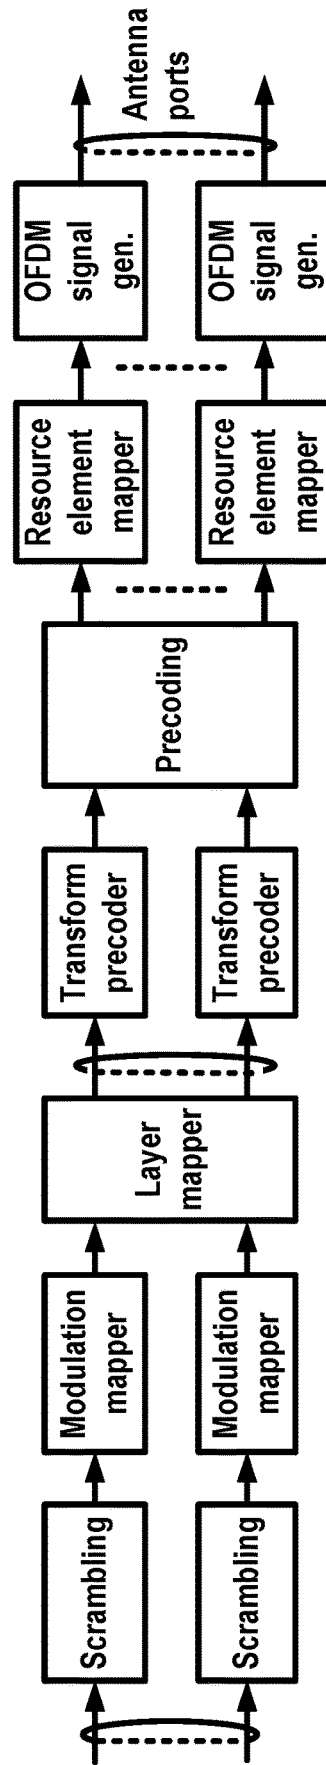 Scrambling
Modulation
mapper
Layer
mapper
Transform
precoder
Precoding
Resource
element
mapper
OFDM
signal
gen.
Antenna
ports
Scrambling
Modulation
mapper
Transform
precoder
Resource
element
mapper
OFDM
signal
gen.